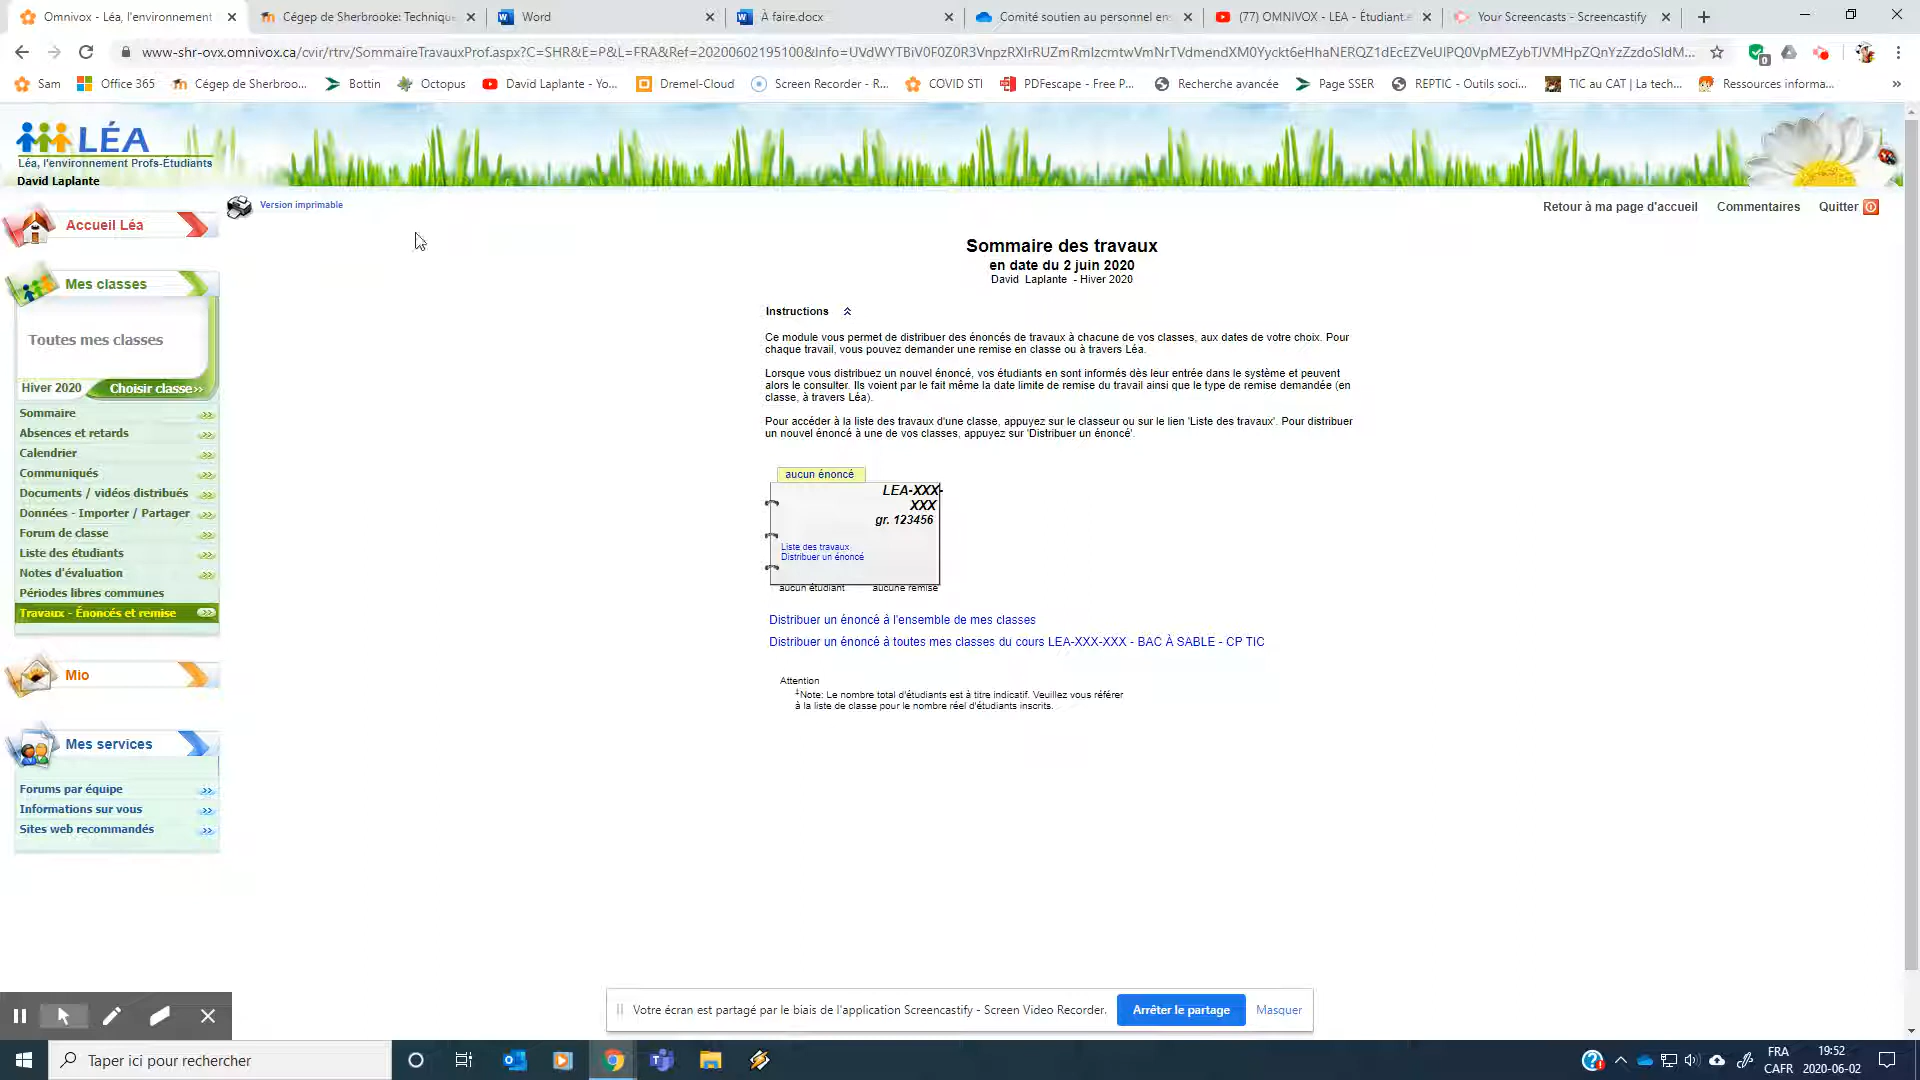 Omnivox - Léa, l'environnement
Cégep de Sherbrooke: Technique
Word
À faire.docx
Comité soutien au personnel en
(77) OMNIVOX - LEA - Étudiant.e
Your Screencasts - Screencastify
www-shr-ovx.omnivox.ca/cvir/rtrv/SommaireTravauxProf.aspx?C=SHR&E=P&L=FRA&Ref=20200602195100&Info=
Sam
Office 365
Cégep de Sherbroo...
Bottin
Octopus
David Laplante - Yo...
Dremel-Cloud
Screen Recorder - R...
COVID STI
PDFescape - Free P...
Recherche avancée
Page SSER
REPTIC - Outils soci...
TIC au CAT | La tech...
Ressources informa...
LÉA
Léa, l'environnement Profs-Étudiants
David Laplante
Version imprimable
Retour à ma page d'accueil
Commentaires
Quitter
Accueil Léa
Mes classes
Toutes mes classes
Hiver 2020
Choisir classe>>
Sommaire
Absences et retards
Calendrier
Communiqués
Documents / vidéos distribués
Données - Importer / Partager
Forum de classe
Liste des étudiants
Notes d'évaluation
Périodes libres communes
Travaux - Énoncés et remise
Mio
Mes services
Forums par équipe
Informations sur vous
Sites web recommandés
Sommaire des travaux
en date du 2 juin 2020
David Laplante - Hiver 2020
Instructions
Ce module vous permet de distribuer des énoncés de travaux à chacune de vos classes, aux dates de votre choix. Pour
chaque travail, vous pouvez demander une remise en classe ou à travers Léa.
Lorsque vous distribuez un nouvel énoncé, vos étudiants en sont informés dès leur entrée dans le système et peuvent
alors le consulter. Ils voient par le fait même la date limite de remise du travail ainsi que le type de remise demandée (en
classe, à travers Léa).
Pour accéder à la liste des travaux d'une classe, appuyez sur le classeur ou sur le lien 'Liste des travaux'. Pour distribuer
un nouvel énoncé à une de vos classes, appuyez sur 'Distribuer un énoncé'.
aucun énoncé
LEA-XXX-
XXX
gr. 123456
Liste des travaux
Distribuer un énoncé
aucun étudiant
aucune remise
Distribuer un énoncé à l'ensemble de mes classes
Distribuer un énoncé à toutes mes classes du cours LEA-XXX-XXX - BAC À SABLE - CP TIC
Attention
‡Note: Le nombre total d'étudiants est à titre indicatif. Veuillez vous référer
à la liste de classe pour le nombre réel d'étudiants inscrits.
Votre écran est partagé par le biais de l'application Screencastify - Screen Video Recorder.
Arrêter le partage
Masquer
Taper ici pour rechercher
FRA
CAFR
19:52
2020-06-02